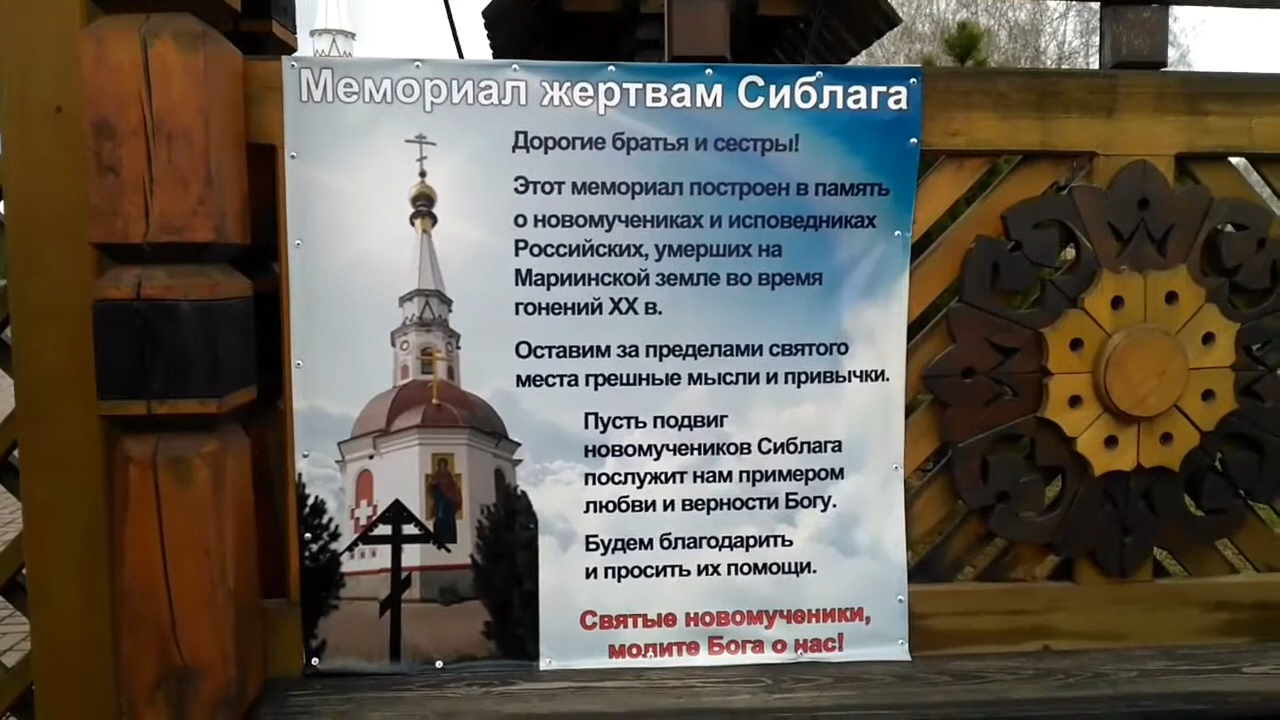 Мемориал жертвам Сиблага
Дорогие братья и сестры!
Этот мемориал построен в память
о новомучениках и исповедниках
Российских, умерших на
Мариинской земле во время
гонений XX в.
Оставим за пределами святого
места грешные мысли и привычки.
Пусть подвиг
новомучеников Сиблага
послужит нам примером
любви и верности Богу.
Будем благодарить
и просить их помощи.
Святые новомученики,
молите Бога о нас!